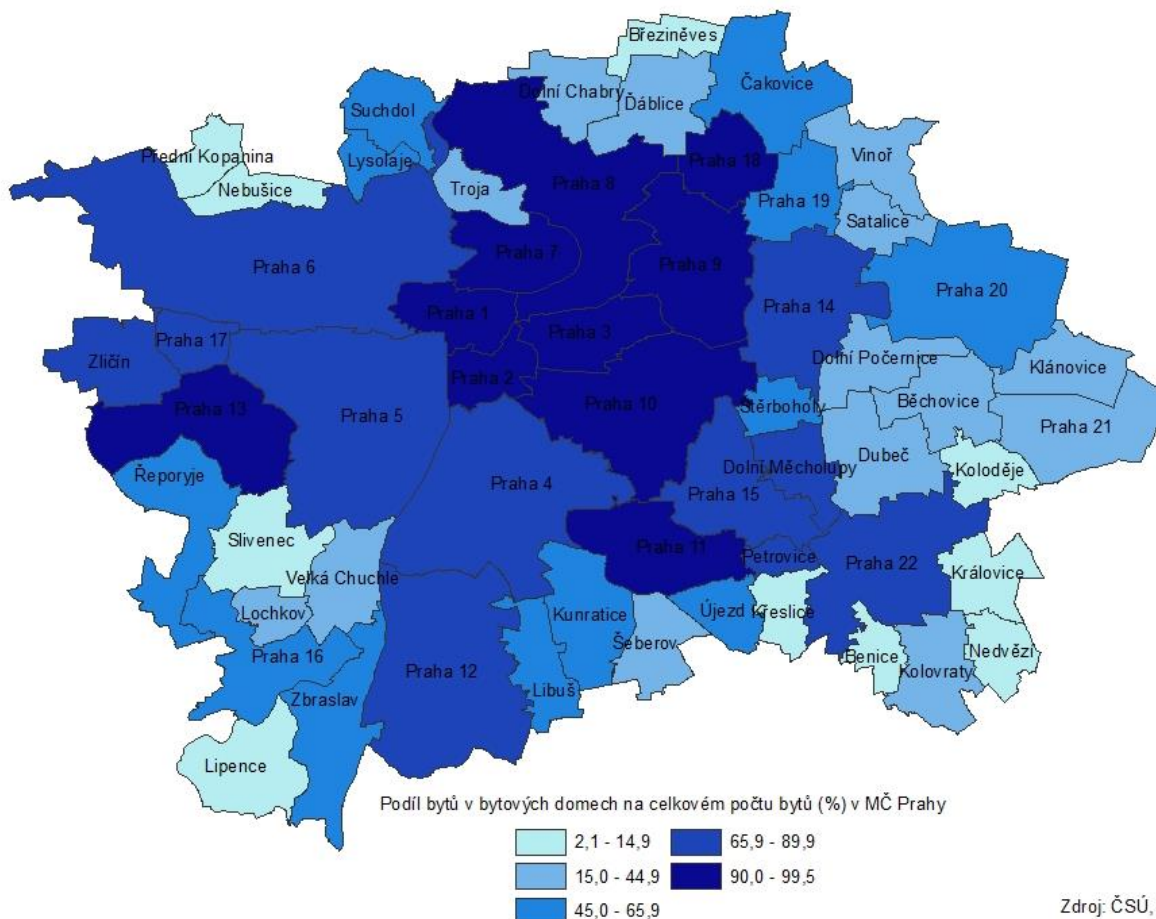 Březiněves
Dolní Chabry
Ďáblice
Čakovice
Suchdol
Lysolaje
Přední Kopanina
Nebušice
Troja
Praha 8
Praha 18
Vinoř
Praha 19
Satalice
Praha 6
Praha 7
Praha 9
Praha 14
Praha 20
Praha 1
Praha 3
Praha 17
Zličín
Dolní Počernice
Klánovice
Praha 2
Praha 13
Praha 5
Praha 10
Štěrboholy
Běchovice
Praha 21
Řeporyje
Praha 4
Dolní Měcholupy
Dubeč
Koloděje
Praha 15
Slivenec
Praha 11
Petrovice
Praha 22
Velká Chuchle
Královice
Lochkov
Kunratice
Újezd
Křeslice
Šeberov
Praha 16
Praha 12
Benice
Nedvězí
Kolovraty
Zbraslav
Libuš
Lipence
Podíl bytů v bytových domech na celkovém počtu bytů (%) v MČ Prahy
2,1 - 14,9
65,9 - 89,9
15,0 - 44,9
90,0 - 99,5
45,0 - 65,9
Zdroj: ČSÚ,